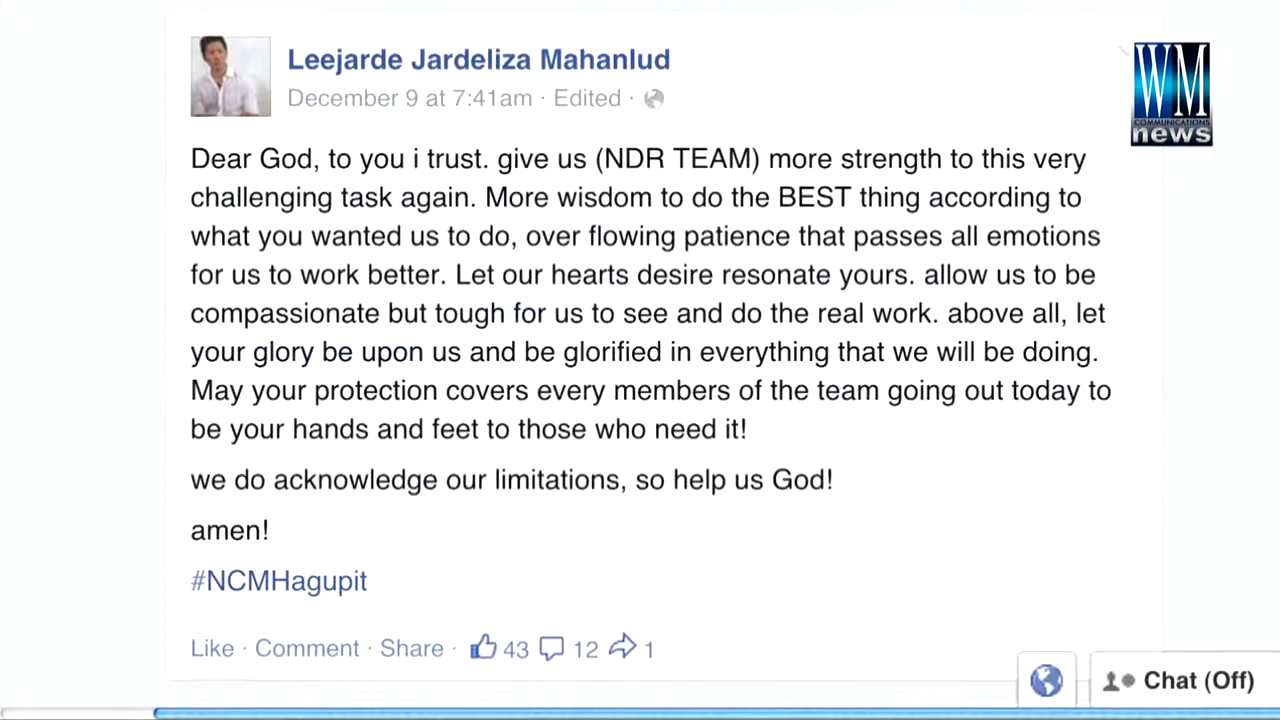 Leejarde Jardeliza Mahanlud
December 9 at 7:41am · Edited ·
WM
COMMUNICATIONS
news
Dear God, to you i trust. give us (NDR TEAM) more strength to this very
challenging task again. More wisdom to do the BEST thing according to
what you wanted us to do, over flowing patience that passes all emotions
for us to work better. Let our hearts desire resonate yours. allow us to be
compassionate but tough for us to see and do the real work. above all, let
your glory be upon us and be glorified in everything that we will be doing.
May your protection covers every members of the team going out today to
be your hands and feet to those who need it!
we do acknowledge our limitations, so help us God!
amen!
#NCMHagupit
Like · Comment · Share · 43 12 1
Chat (Off)